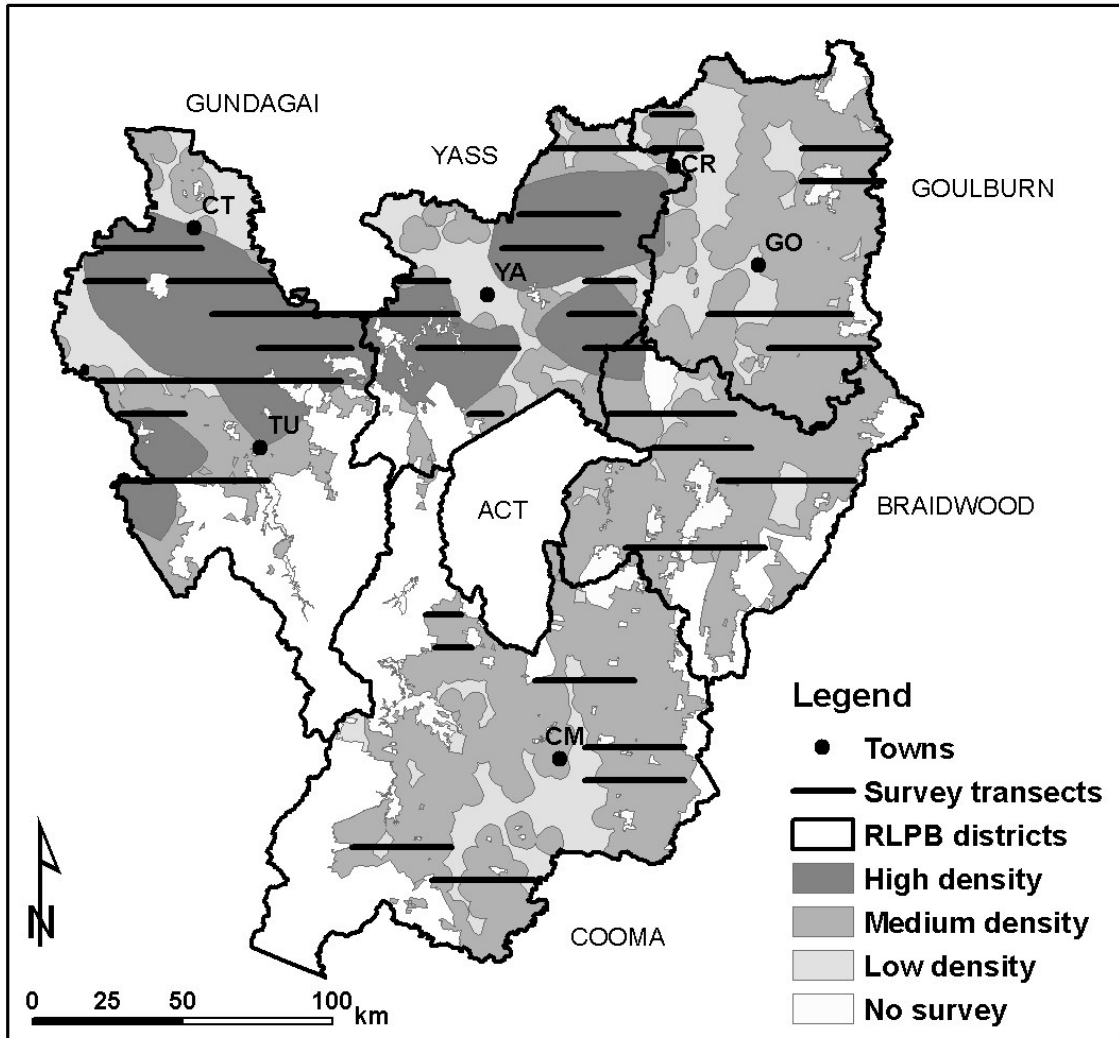 GUNDAGAI
YASS
CR
GOULBURN
CT
GO
YA
TU
ACT
BRAIDWOOD
CM
COOMA
Legend
Towns
Survey transects
RLPB districts
High density
Medium density
Low density
No survey
N
0 25 50 100
km